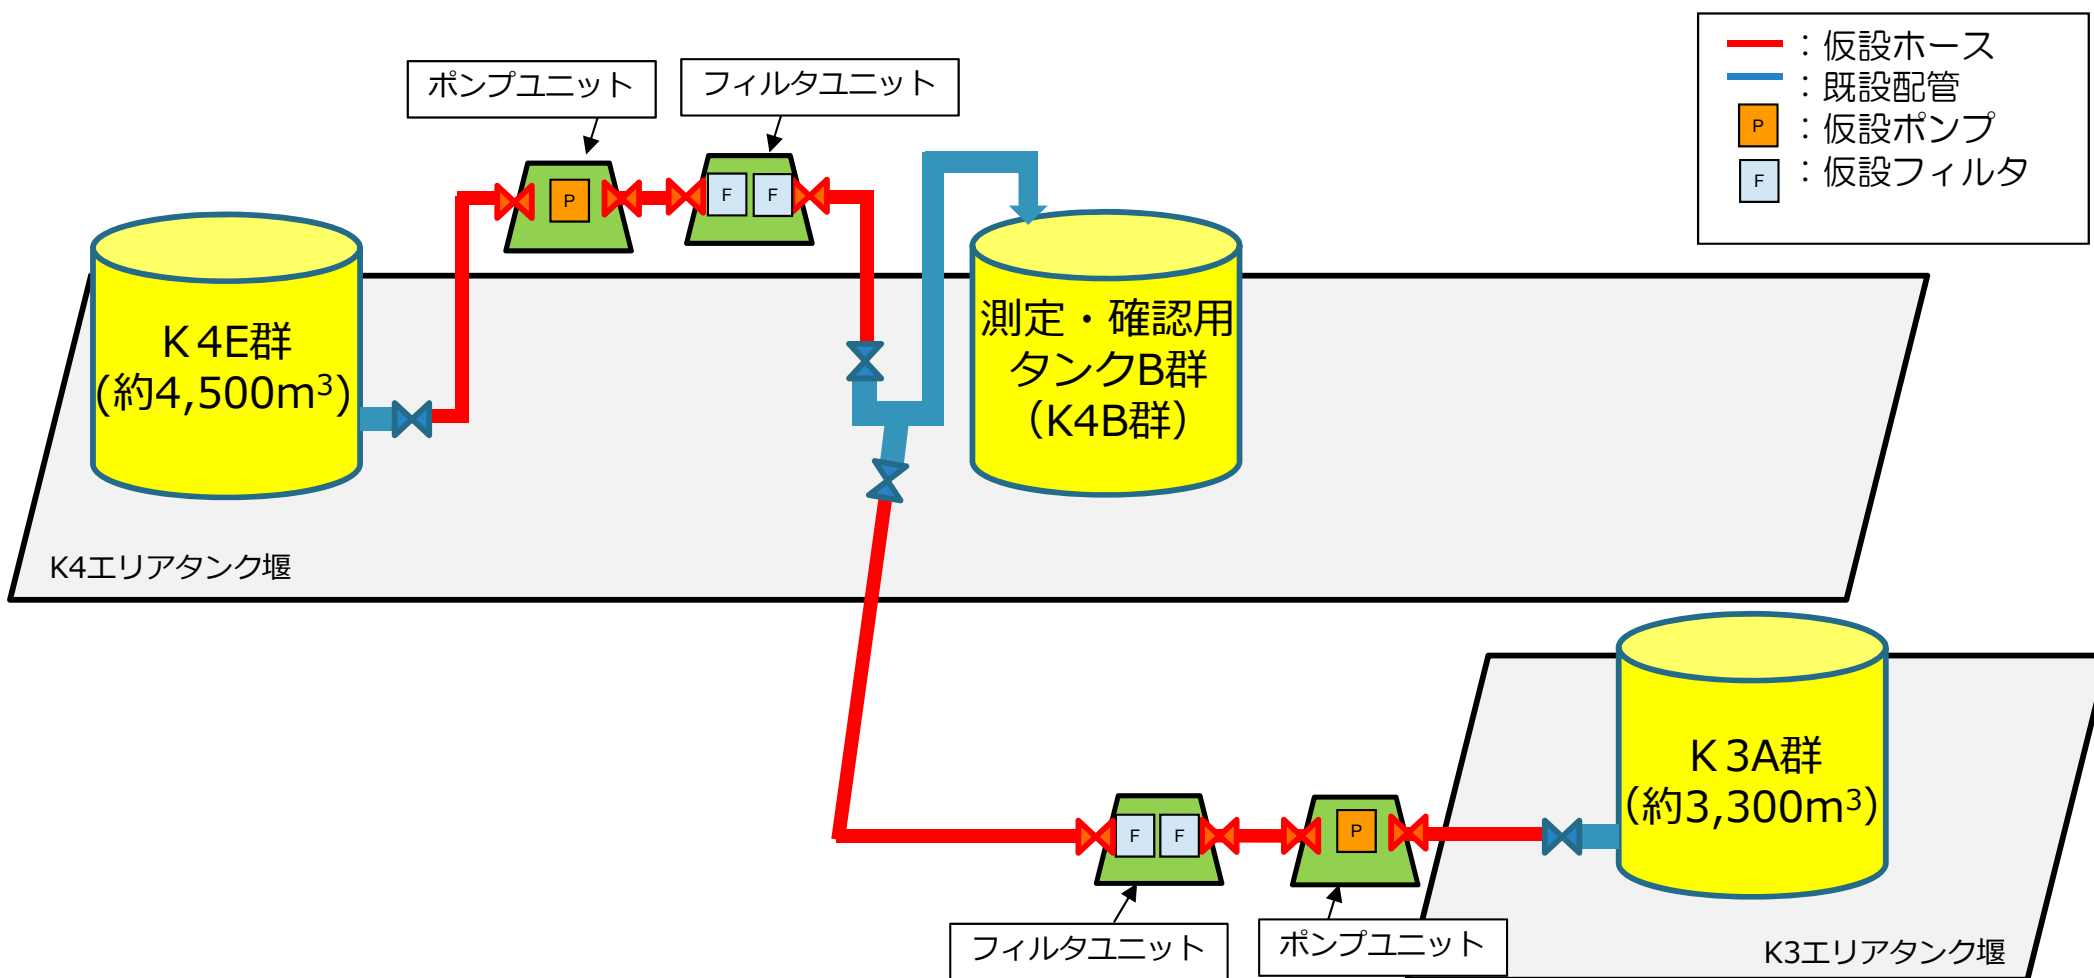 ：仮設ホース
：既設配管
P ：仮設ポンプ
F ：仮設フィルタ
ポンプユニット
フィルタユニット
P
F F
K4E群
(約4,500m³)
測定・確認用
タンクB群
（K4B群）
K4エリアタンク堰
K3A群
（約3,300m³）
F F
P
フィルタユニット
ポンプユニット
K3エリアタンク堰